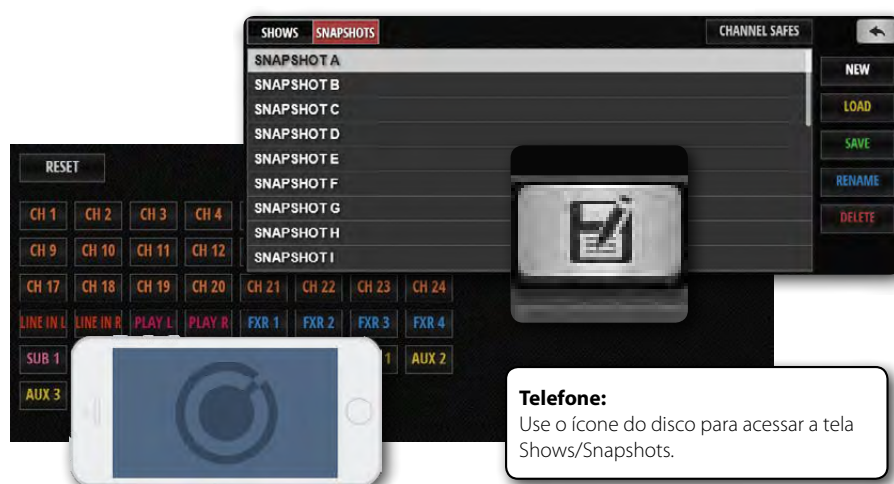 SHOWS SNAPSHOTS CHANNEL SAFES
SNAPSHOT A
SNAPSHOT B
SNAPSHOT C
SNAPSHOT D
SNAPSHOT E
SNAPSHOT F
SNAPSHOT G
SNAPSHOT H
SNAPSHOT I
NEW
LOAD
SAVE
RENAME
DELETE
RESET
CH 1 CH 2 CH 3 CH 4
CH 9 CH 10 CH 11 CH 12
CH 17 CH 18 CH 19 CH 20 CH 21 CH 22 CH 23 CH 24
LINE IN L LINE IN R PLAY L PLAY R FXR 1 FXR 2 FXR 3 FXR 4
SUB 1 1 AUX 2
AUX 3
Telefone:
Use o ícone do disco para acessar a tela
Shows/Snapshots.